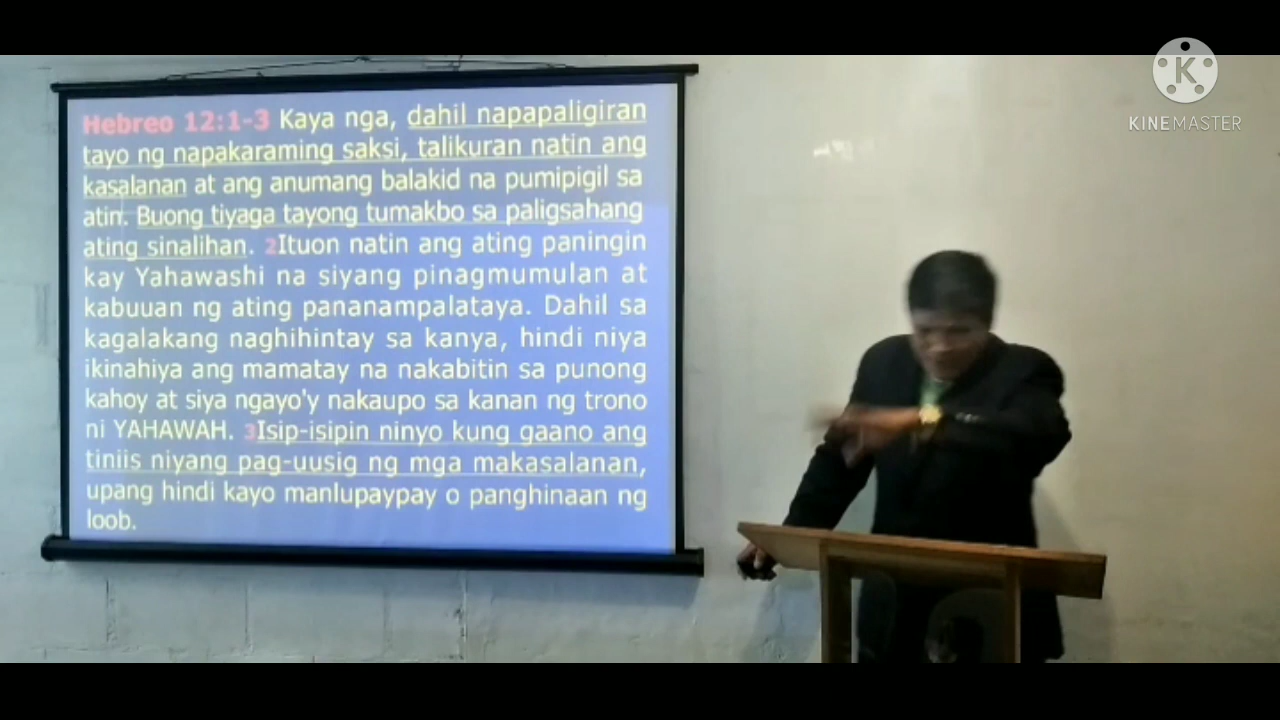 Hebreo 12:1-3 Kaya nga, dahil napapaligiran
tayo ng napakaraming saksi, talikuran natin ang
kasalanan at ang anumang balakid na pumipigil sa
atin. Buong tiyaga tayong tumakbo sa paligsahang
ating sinalihan. 2Ituon natin ang ating paningin
kay Yahawashi na siyang pinagmumulan at
kabuuan ng ating pananampalataya. Dahil sa
kagalakang naghihintay sa kanya, hindi niya
ikinahiya ang mamatay na nakabitin sa punong
kahoy at siya ngayo'y nakaupo sa kanan ng trono
ni YAHAWAH. 3Isip-isipin ninyo kung gaano ang
tiniis niyang pag-uusig ng mga makasalanan,
upang hindi kayo manlupaypay o panghinaan ng
loob.
K
KINEMASTER